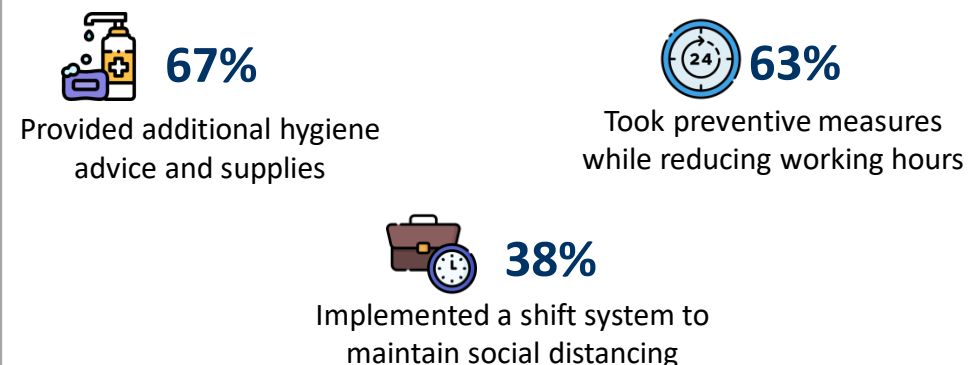 67%
Provided additional hygiene
advice and supplies
24
63%
Took preventive measures
while reducing working hours
38%
Implemented a shift system to
maintain social distancing